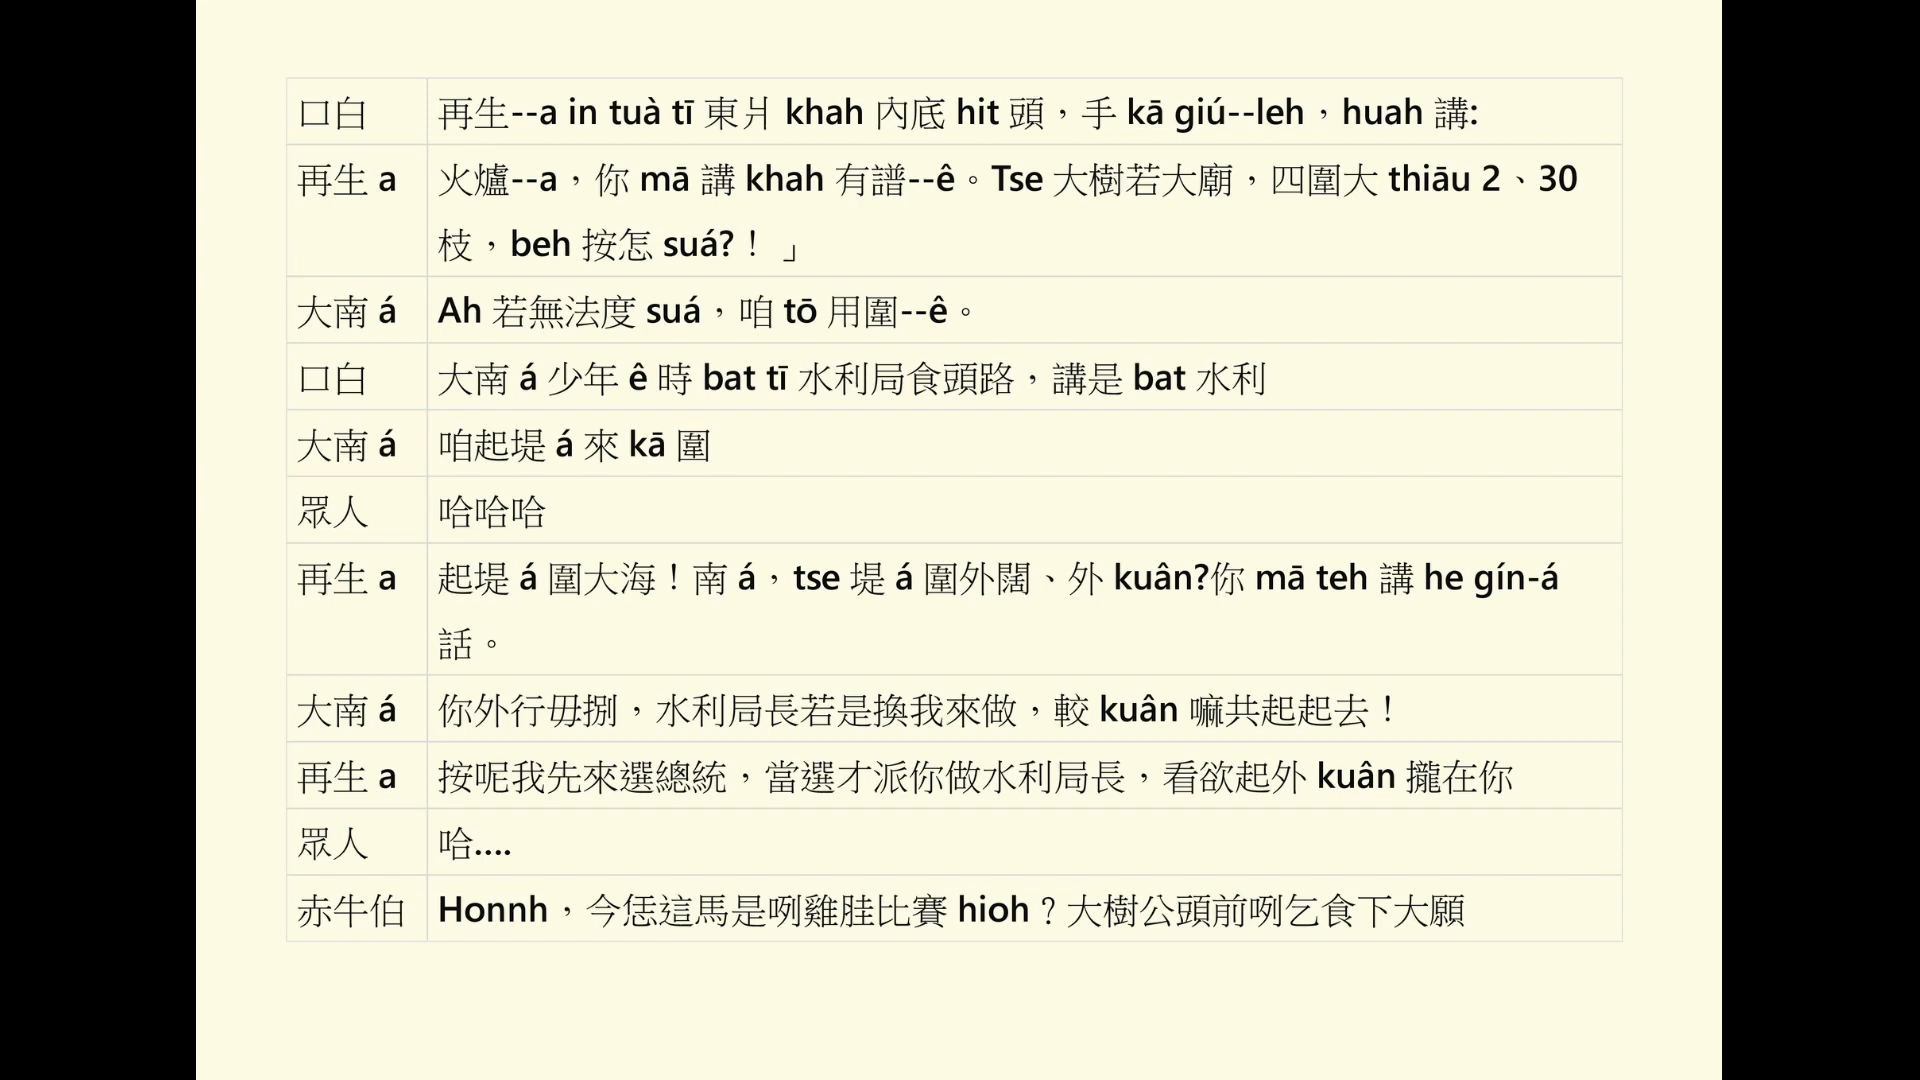 口白 再生--a in tuà tī 東爿 khah 內底 hit 頭，手 kā giú--leh，huah 講:
再生 a 火爐--a，你 mā 講 khah 有譜--ê。Tse 大樹若大廟，四圍大 thiāu 2、30
枝，beh 按怎 suá?！ 」
大南 á Ah 若無法度 suá，咱 tō 用圍--ê。
口白 大南 á 少年 ê 時 bat tī 水利局食頭路，講是 bat 水利
大南 á 咱起堤 á 來 kā 圍
眾人 哈哈哈
再生 a 起堤 á 圍大海！南 á，tse 堤 á 圍外闊、外 kuân?你 mā teh 講 he gín-á
話。
大南 á 你外行毋捌，水利局長若是換我來做，較 kuân 嘛共起起去！
再生 a 按呢我先來選總統，當選才派你做水利局長，看欲起外 kuân 攏在你
眾人 哈....
赤牛伯 Honnh，今恁這馬是咧雞胿比賽 hioh？大樹公頭前咧乞食下大願